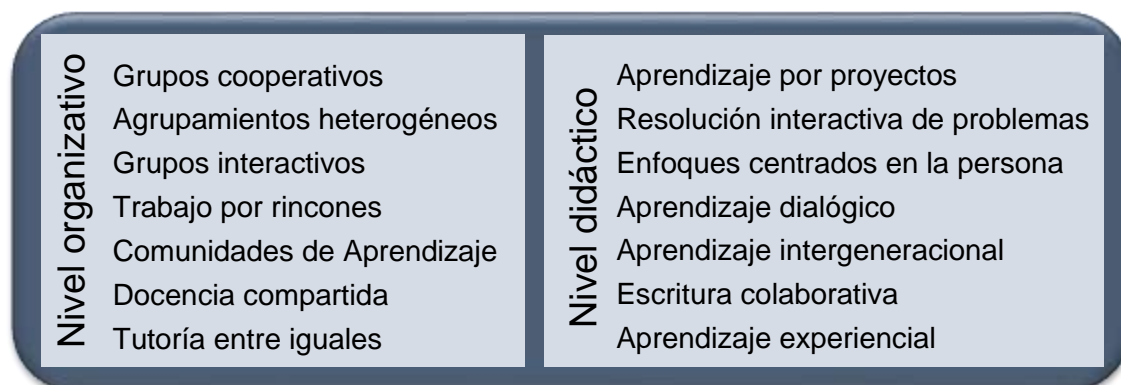 Nivel organizativo
Grupos cooperativos
Agrupamientos heterogéneos
Grupos interactivos
Trabajo por rincones
Comunidades de Aprendizaje
Docencia compartida
Tutoría entre iguales
Nivel didáctico
Aprendizaje por proyectos
Resolución interactiva de problemas
Enfoques centrados en la persona
Aprendizaje dialógico
Aprendizaje intergeneracional
Escritura colaborativa
Aprendizaje experiencial